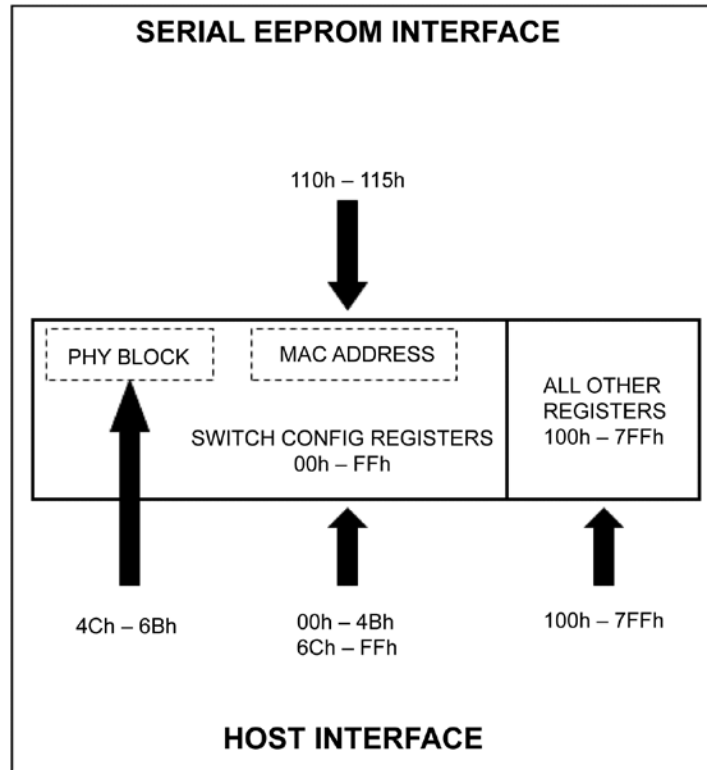 SERIAL EEPROM INTERFACE
110h – 115h
PHY BLOCK
MAC ADDRESS
SWITCH CONFIG REGISTERS
00h – FFh
ALL OTHER
REGISTERS
100h – 7FFh
4Ch – 6Bh
00h – 4Bh
6Ch – FFh
100h – 7FFh
HOST INTERFACE